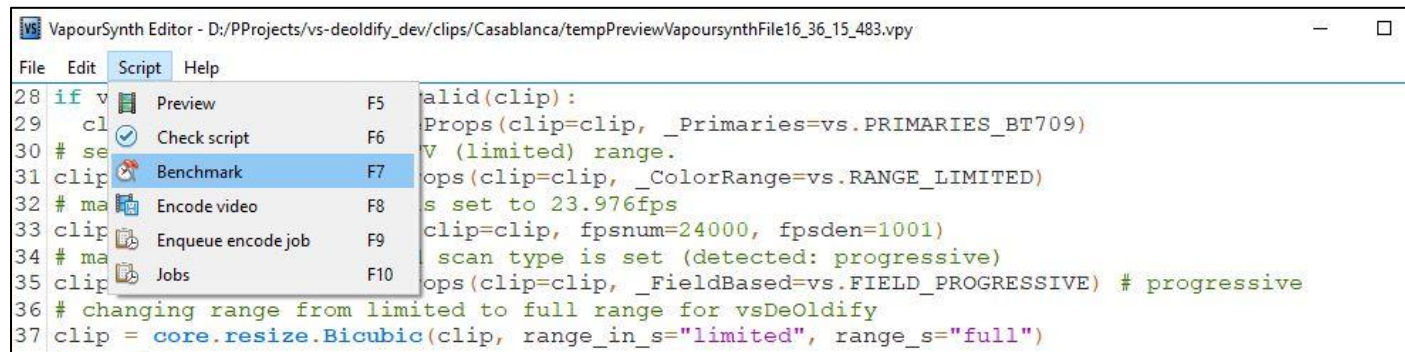 VS VapourSynth Editor - D:/PProjects/vs-deoldify_dev/clips/Casablanca/tempPreviewVapoursynthFile16_36_15_483.vpy
File Edit Script Help
Preview F5
Check script F6
Benchmark F7
Encode video F8
Enqueue encode job F9
Jobs F10
28 if v alid(clip):
29 cl Props(clip=clip, _Primaries=vs.PRIMARIES_BT709)
30 # se V (limited) range.
31 clip ops(clip=clip, _ColorRange=vs.RANGE_LIMITED)
32 # ma s set to 23.976fps
33 clip clip=clip, fpsnum=24000, fpsden=1001)
34 # ma scan type is set (detected: progressive)
35 clip ops(clip=clip, _FieldBased=vs.FIELD_PROGRESSIVE) # progressive
36 # changing range from limited to full range for vsDeOldify
37 clip = core.resize.Bicubic(clip, range_in_s="limited", range_s="full")